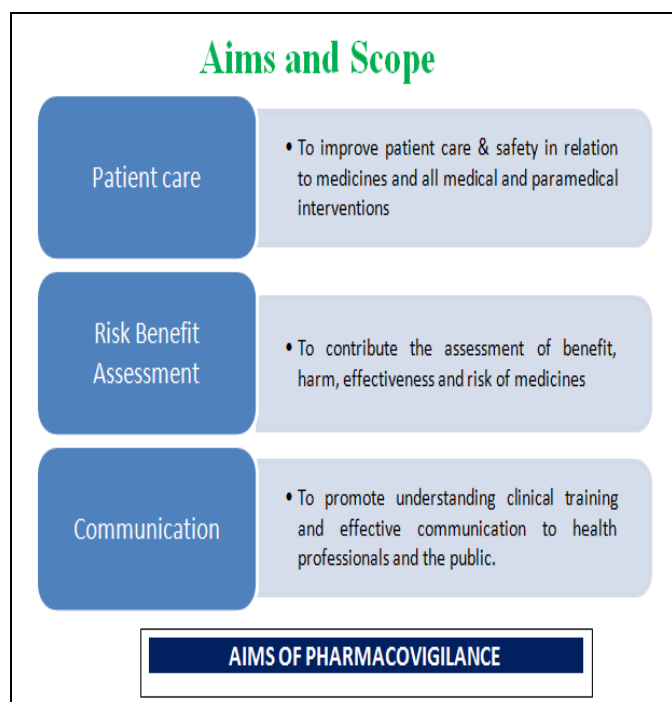 Aims and Scope
Patient care
• To improve patient care & safety in relation
to medicines and all medical and paramedical
interventions
Risk Benefit
Assessment
• To contribute the assessment of benefit,
harm, effectiveness and risk of medicines
Communication
• To promote understanding clinical training
and effective communication to health
professionals and the public.
AIMS OF PHARMACOVIGILANCE